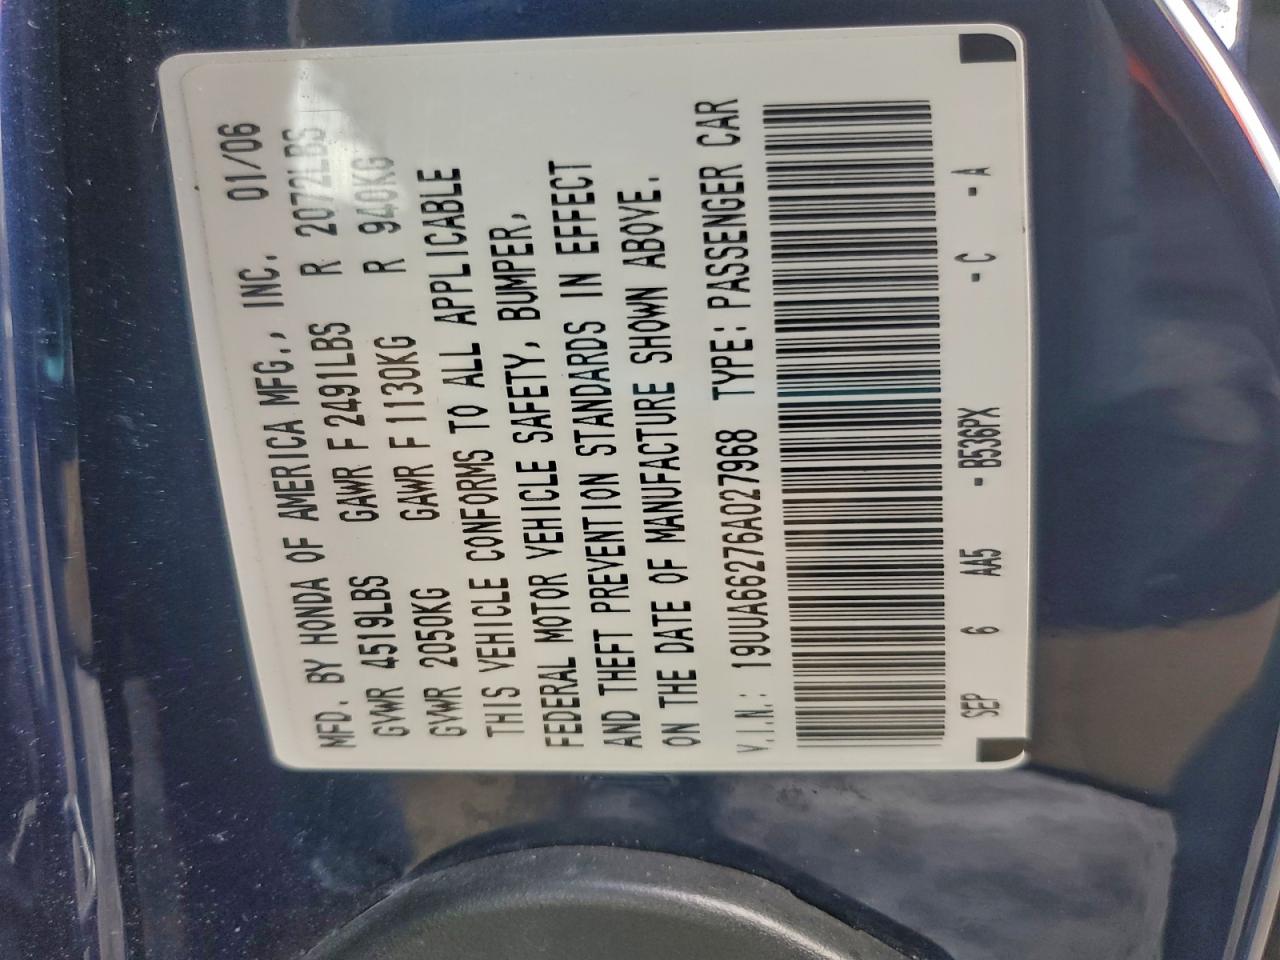 MFD. BY HONDA OF AMERICA MFG., INC. 01/06
GVWR 4519LBS GAWR F 2491LBS R 2072LBS
GVWR 2050KG GAWR F 1130KG R 940KG
THIS VEHICLE CONFORMS TO ALL APPLICABLE
FEDERAL MOTOR VEHICLE SAFETY, BUMPER,
AND THEFT PREVENTION STANDARDS IN EFFECT
ON THE DATE OF MANUFACTURE SHOWN ABOVE.
V.I.N.: 19UUA66276A027968 TYPE: PASSENGER CAR
SEP 6 AA5 - B536PX - C - A